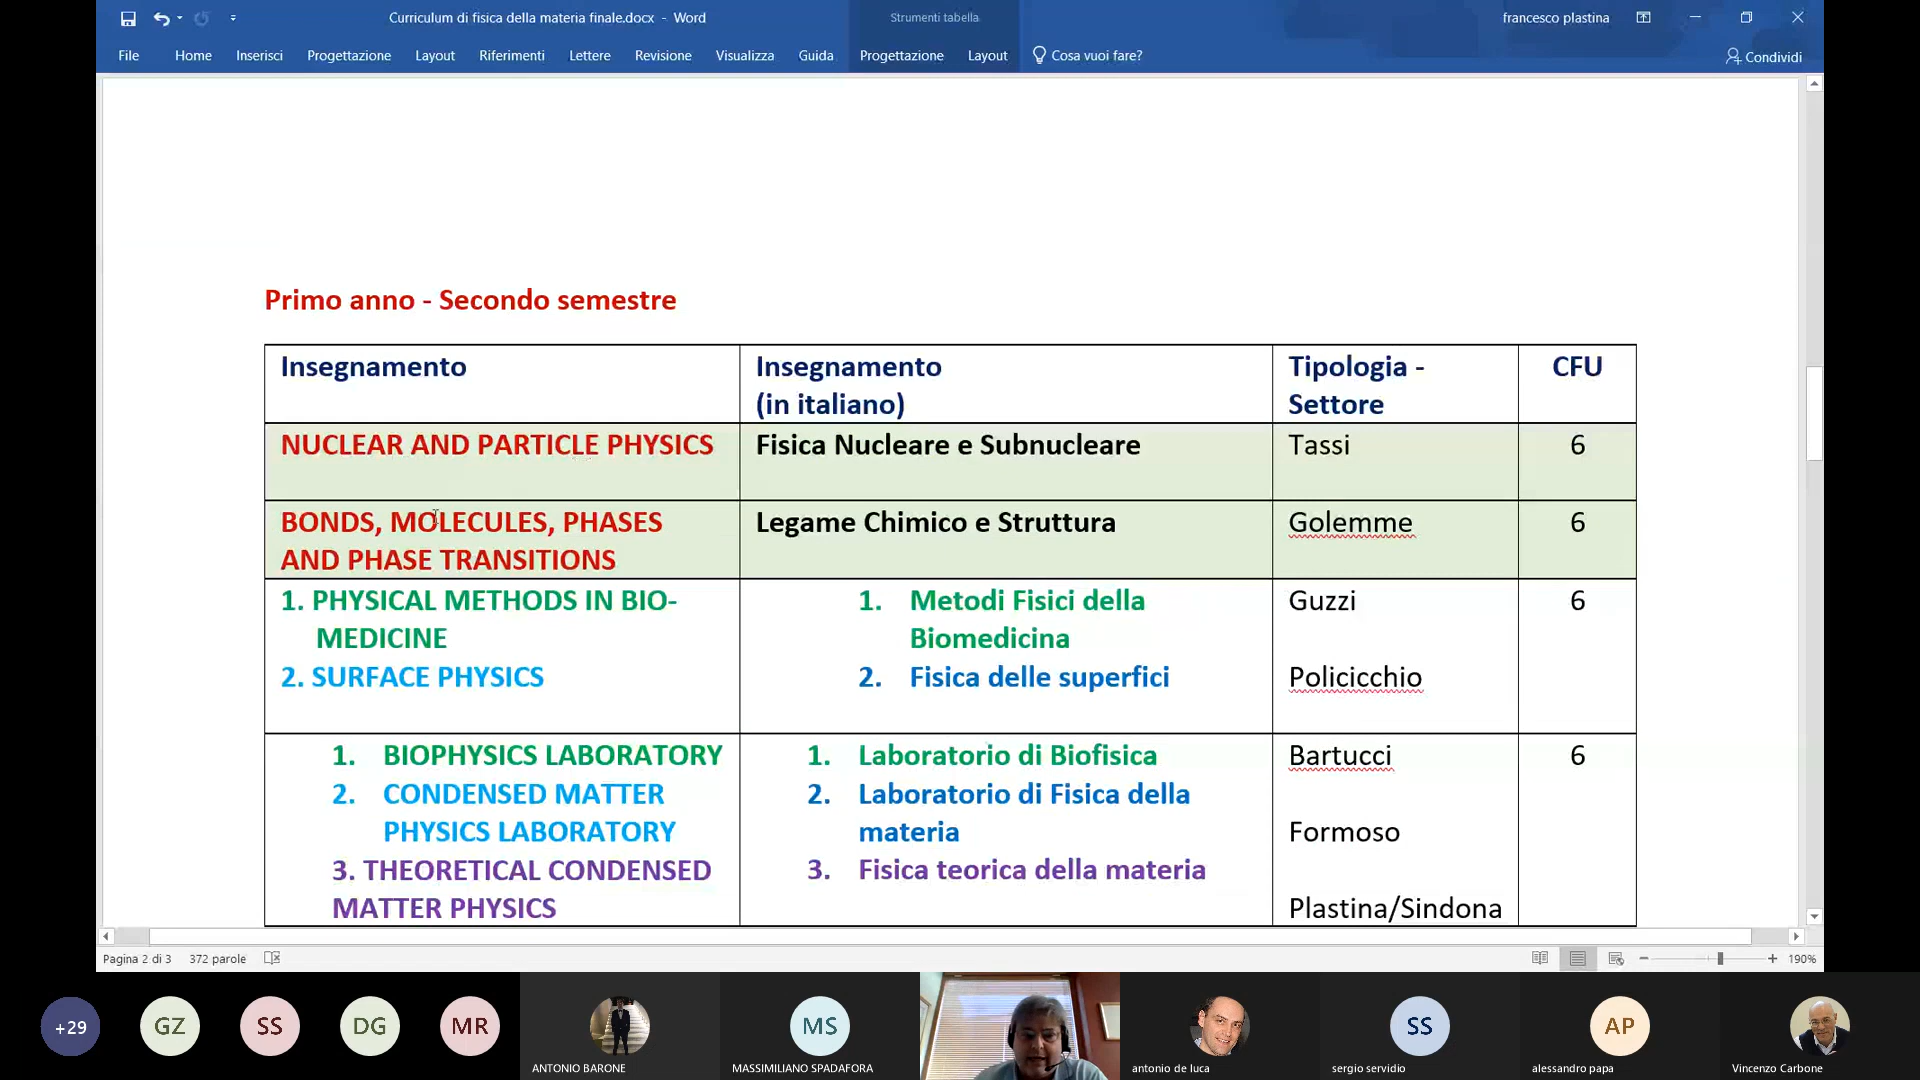 Curriculum di fisica della materia finale.docx - Word
Strumenti tabella
francesco plastina
File Home Inserisci Progettazione Layout Riferimenti Lettere Revisione Visualizza Guida Progettazione Layout Cosa vuoi fare? Condividi
Primo anno - Secondo semestre
Insegnamento
Insegnamento
(in italiano)
Tipologia -
Settore
CFU
NUCLEAR AND PARTICLE PHYSICS
Fisica Nucleare e Subnucleare
Tassi
6
BONDS, MOLECULES, PHASES
AND PHASE TRANSITIONS
Legame Chimico e Struttura
Golemme
6
1. PHYSICAL METHODS IN BIO-
MEDICINE
2. SURFACE PHYSICS
1. Metodi Fisici della
Biomedicina
2. Fisica delle superfici
Guzzi
Policicchio
6
1. BIOPHYSICS LABORATORY
2. CONDENSED MATTER
PHYSICS LABORATORY
3. THEORETICAL CONDENSED
MATTER PHYSICS
1. Laboratorio di Biofisica
2. Laboratorio di Fisica della
materia
3. Fisica teorica della materia
Bartucci
Formoso
Plastina/Sindona
6
Pagina 2 di 3 372 parole
190%
+29
GZ
SS
DG
MR
ANTONIO BARONE
MS
MASSIMILIANO SPADAFORA
antonio de luca
SS
sergio servidio
AP
alessandro papa
Vincenzo Carbone